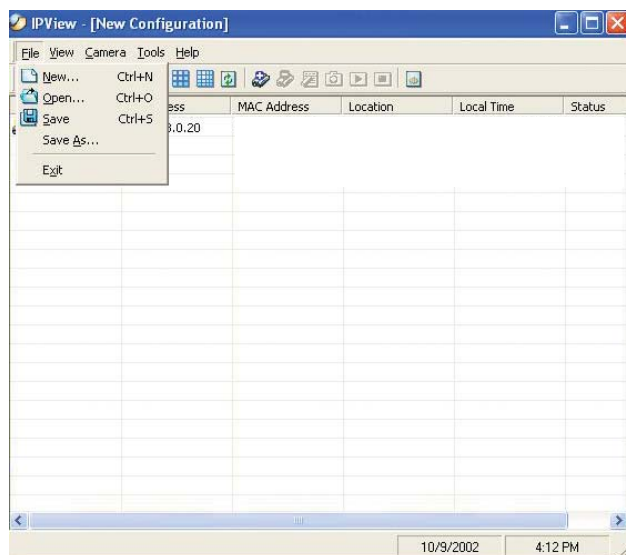 IPView - [New Configuration]
File View Camera Tools Help
New... Ctrl+N
Open... Ctrl+O
Save Ctrl+S
Save As...
Exit
ess MAC Address Location Local Time Status
3.0.20
10/9/2002 4:12 PM